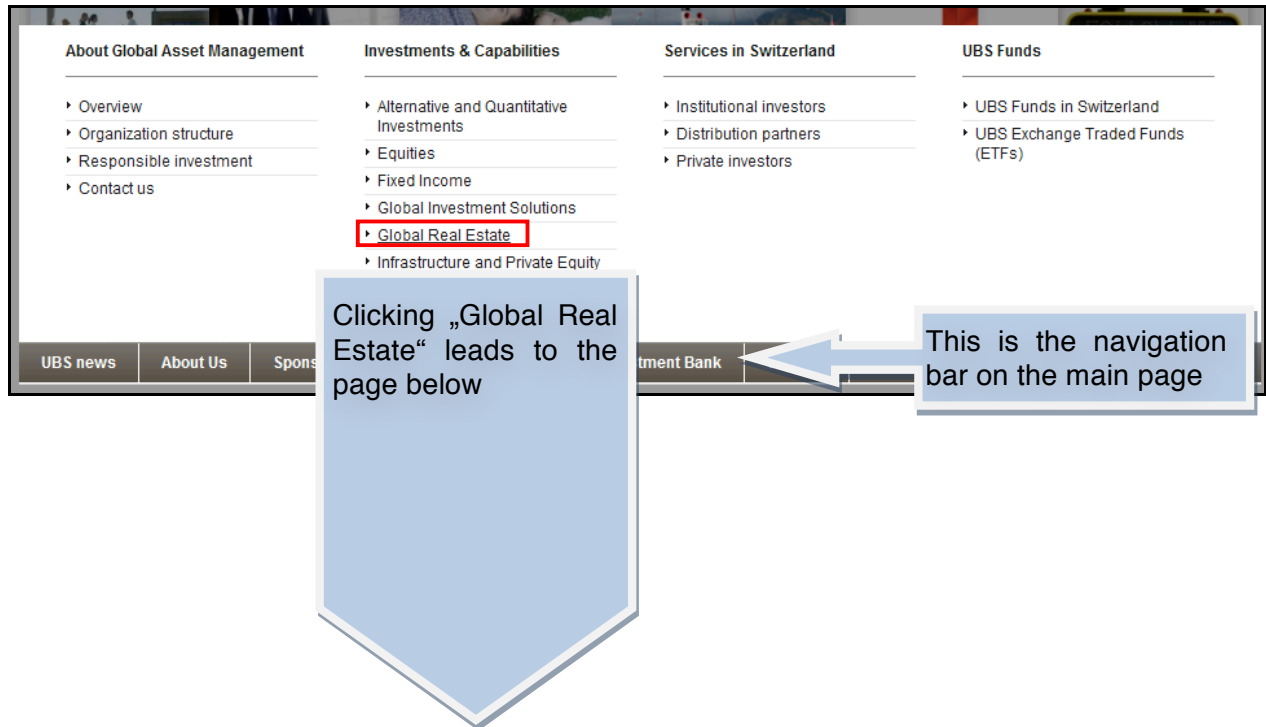 About Global Asset Management
Overview
Organization structure
Responsible investment
Contact us
Investments & Capabilities
Alternative and Quantitative
Investments
Equities
Fixed Income
Global Investment Solutions
Global Real Estate
Infrastructure and Private Equity
Services in Switzerland
Institutional investors
Distribution partners
Private investors
UBS Funds
UBS Funds in Switzerland
UBS Exchange Traded Funds
(ETFs)
Clicking „Global Real
Estate“ leads to the
page below
UBS news About Us Spons tment Bank
This is the navigation
bar on the main page